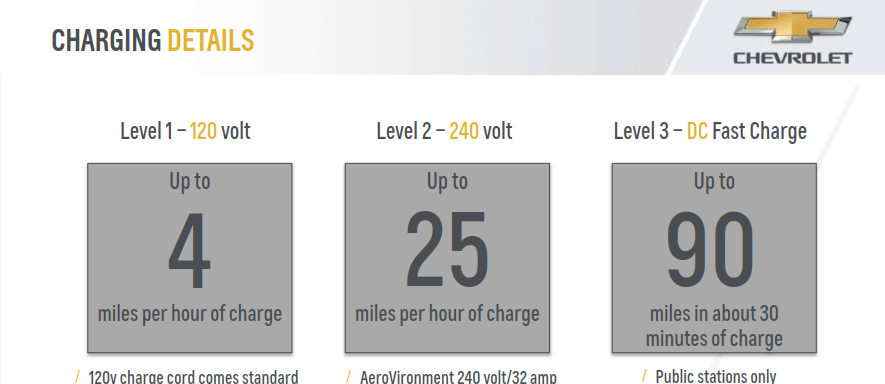 CHARGING DETAILS
CHEVROLET
Level 1 – 120 volt
Up to
4
miles per hour of charge
/ 120v charge cord comes standard
Level 2 – 240 volt
Up to
25
miles per hour of charge
/ AeroVironment 240 volt/32 amp
Level 3 – DC Fast Charge
Up to
90
miles in about 30
minutes of charge
/ Public stations only